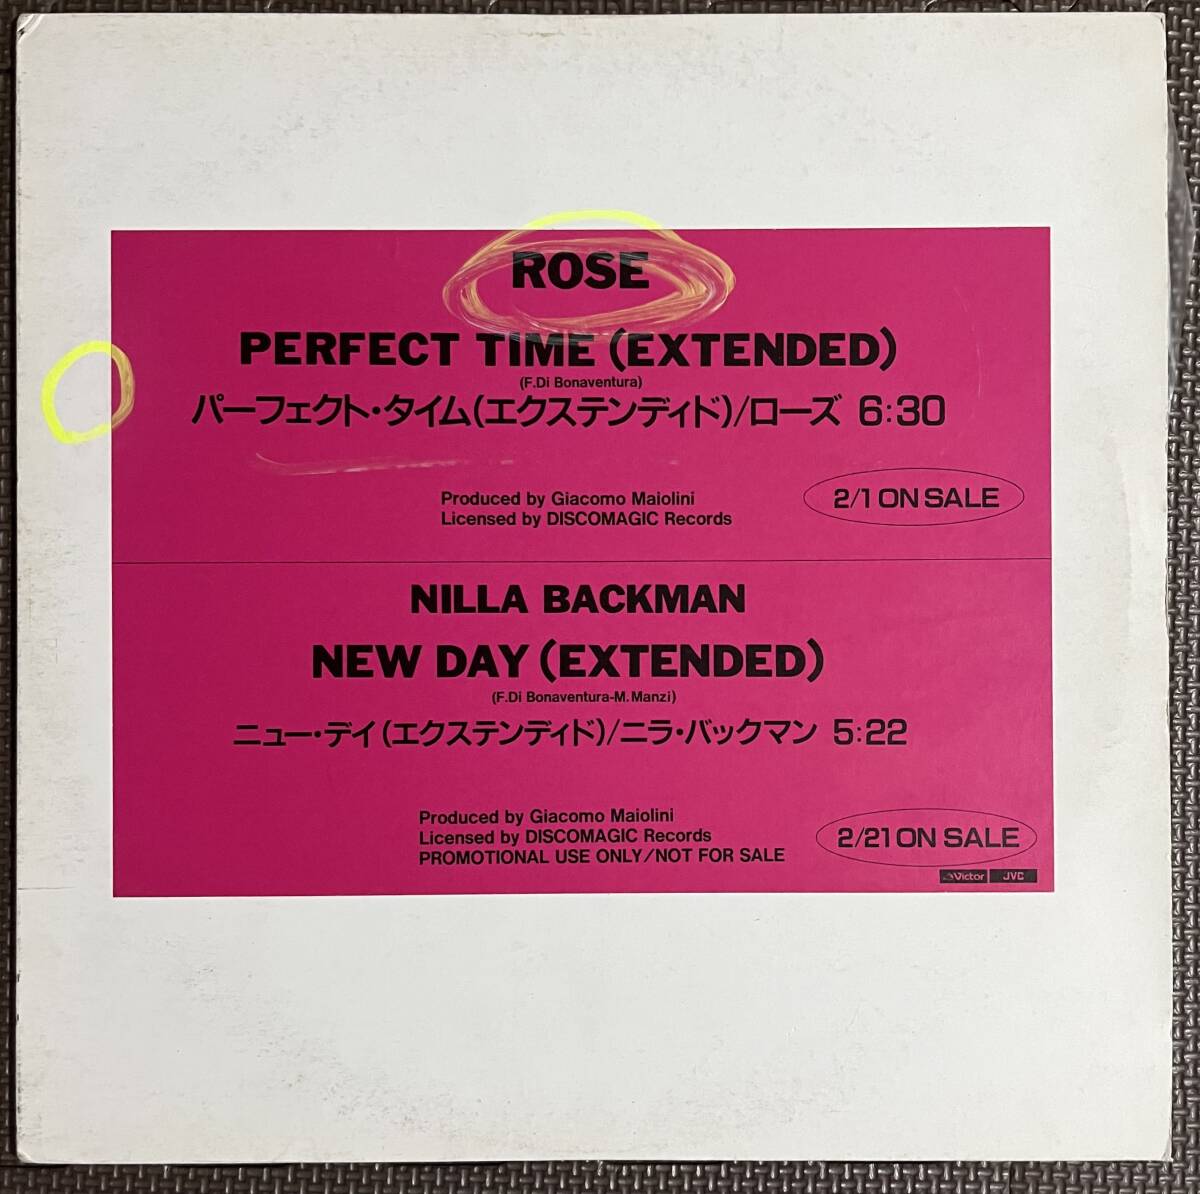 ROSE
PERFECT TIME (EXTENDED)
(F.Di Bonaventura)
パーフェクト・タイム(エクステンディド)/ローズ 6:30
Produced by Giacomo Maiolini
Licensed by DISCOMAGIC Records
2/1 ON SALE
NILLA BACKMAN
NEW DAY (EXTENDED)
(F.Di Bonaventura-M.Manzi)
ニュー・デイ(エクステンディド)/ニラ・バックマン 5:22
Produced by Giacomo Maiolini
Licensed by DISCOMAGIC Records
PROMOTIONAL USE ONLY/NOT FOR SALE
2/21 ON SALE
Victor JVC